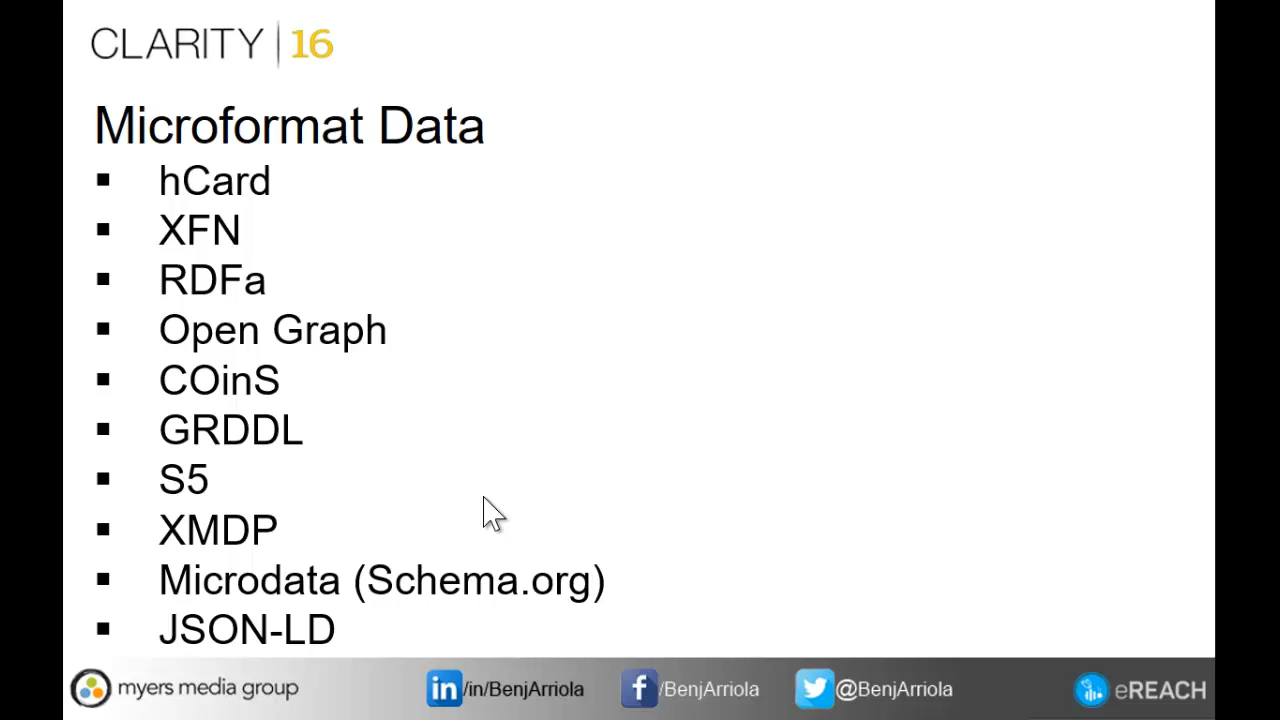 CLARITY | 16
Microformat Data
▪ hCard
▪ XFN
▪ RDFa
▪ Open Graph
▪ COinS
▪ GRDDL
▪ S5
▪ XMDP
▪ Microdata (Schema.org)
▪ JSON-LD
myers media group in /in/BenjArriola f /BenjArriola @BenjArriola eREACH